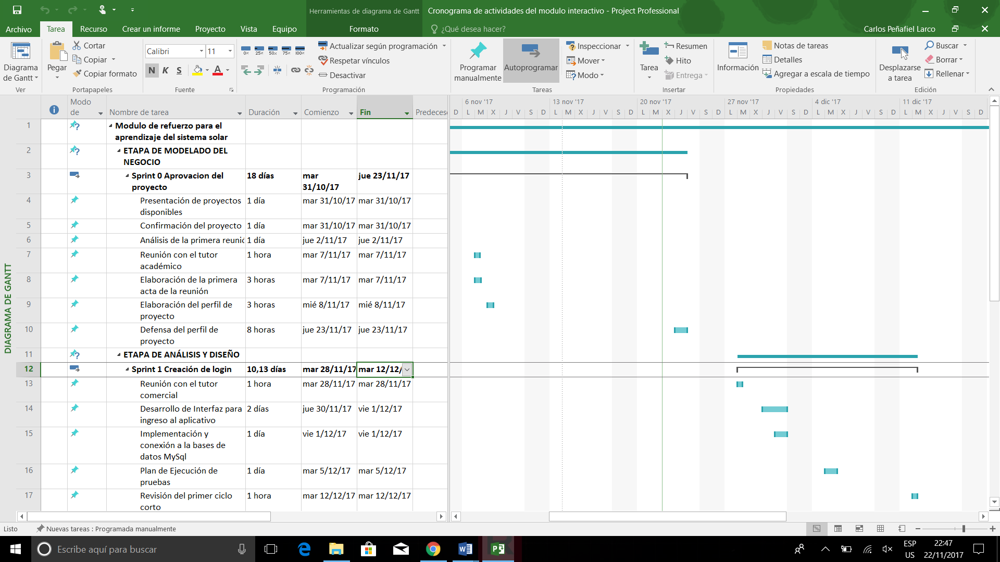 Herramientas de diagrama de Gantt
Cronograma de actividades del modulo interactivo - Project Professional
Archivo
Tarea
Recurso
Crear un informe
Proyecto
Vista
Equipo
Formato
¿Qué desea hacer?
Carlos Peñafiel Larco
Diagrama
de Gantt
Ver
Pegar
Cortar
Copiar
Copiar formato
Portapapeles
Calibri
11
N K S
A
Fuente
0% 25% 50% 75% 100%
Actualizar según programación
Respetar vínculos
Desactivar
Programación
Programar
manualmente
Autoprogramar
Inspeccionar
Mover
Modo
Tareas
Tarea
Resumen
Hito
Entrega
Insertar
Información
Notas de tareas
Detalles
Agregar a escala de tiempo
Propiedades
Desplazarse
a tarea
Buscar
Borrar
Rellenar
Edición
Modo
de
Nombre de tarea
Duración
Comienzo
Fin
Predeceso
6 nov '17 13 nov '17 20 nov '17 27 nov '17 4 dic '17 11 dic '17
D L M X J V S D L M X J V S D L M X J V S D L M X J V S D L M X J V S D L M X J V S D
DIAGRAMA DE GANTT
1 Modulo de refuerzo para el
aprendizaje del sistema solar
2 ETAPA DE MODELADO DEL
NEGOCIO
3 Sprint 0 Aprovacion del 18 días mar jue 23/11/17
proyecto 31/10/17
4 Presentación de proyectos 1 día mar 31/10/17 mar 31/10/17
disponibles
5 Confirmación del proyecto 1 día mar 31/10/17 mar 31/10/17
6 Análisis de la primera reunió 1 día jue 2/11/17 jue 2/11/17
7 Reunión con el tutor 1 hora mar 7/11/17 mar 7/11/17
académico
8 Elaboración de la primera 3 horas mar 7/11/17 mar 7/11/17
acta de la reunión
9 Elaboración del perfil de 3 horas mié 8/11/17 mié 8/11/17
proyecto
10 Defensa del perfil de 8 horas jue 23/11/17 jue 23/11/17
proyecto
11 ETAPA DE ANÁLISIS Y DISEÑO
12 Sprint 1 Creación de login 10,13 días mar 28/11/17 mar 12/12/
13 Reunión con el tutor 1 hora mar 28/11/17 mar 28/11/17
comercial
14 Desarrollo de Interfaz para 2 días jue 30/11/17 vie 1/12/17
ingreso al aplicativo
15 Implementación y 1 día vie 1/12/17 vie 1/12/17
conexión a la bases de
datos MySql
16 Plan de Ejecución de 1 día mar 5/12/17 mar 5/12/17
pruebas
17 Revisión del primer ciclo 1 hora mar 12/12/17 mar 12/12/17
corto
Listo
Nuevas tareas : Programada manualmente
Escribe aquí para buscar
ESP
US
22:47
22/11/2017